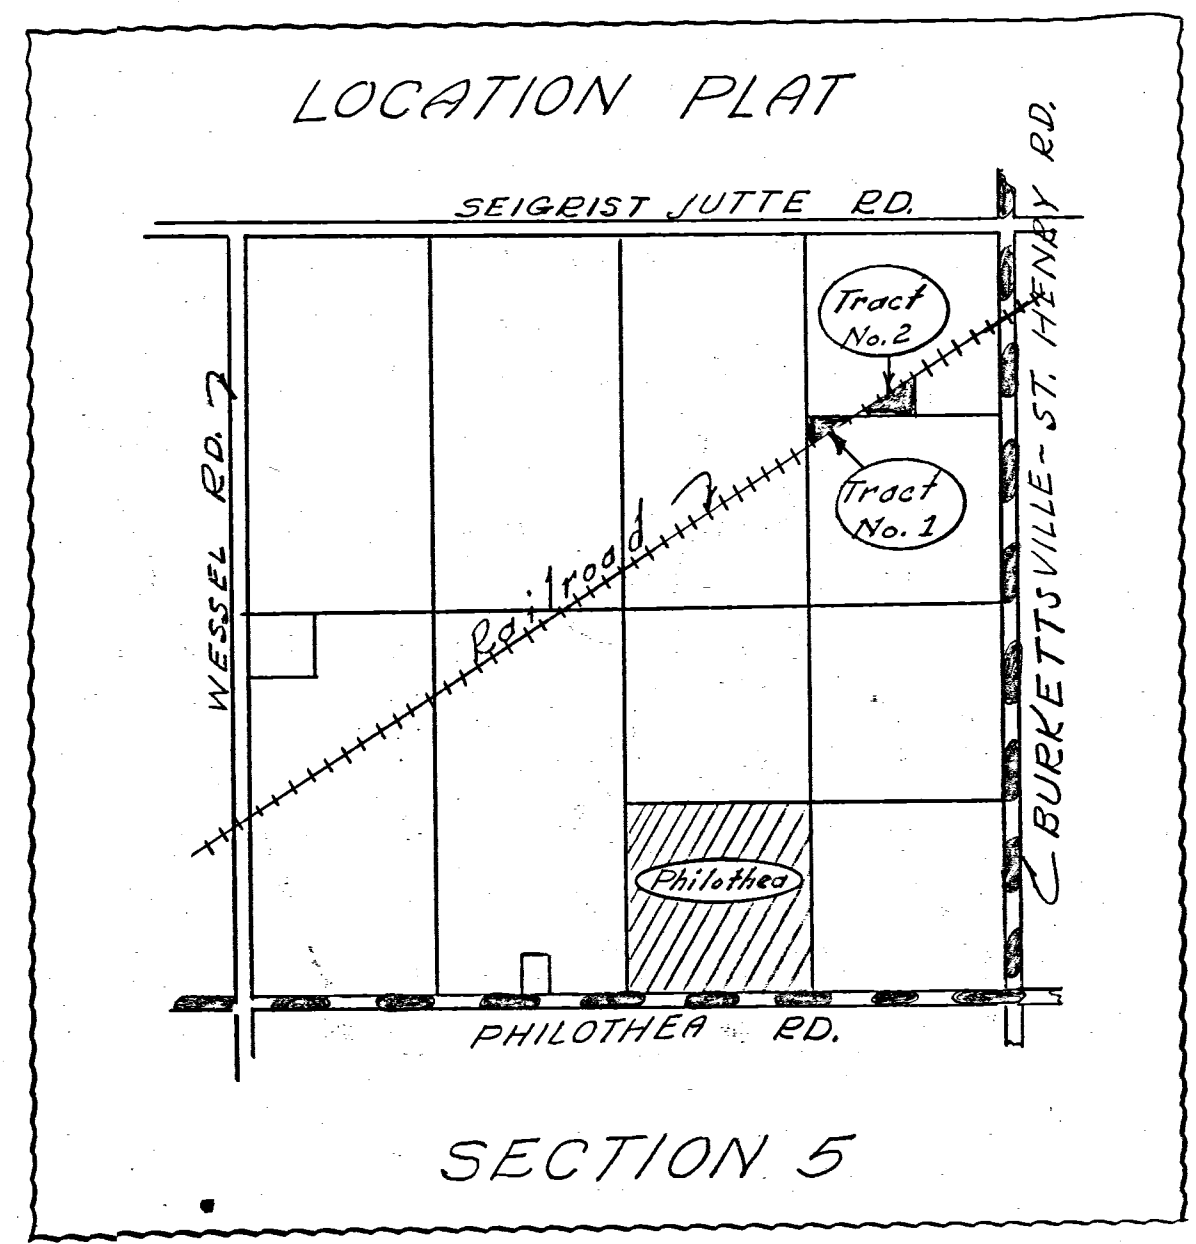 LOCATION PLAT
SEIGRIST JUTTE RD.
BURKETTSVILLE - ST. HENRY RD.
Tract
No. 2
WESSEL RD.
Tract
No. 1
Railroad
Philothea
PHILOTHEA RD.
SECTION 5